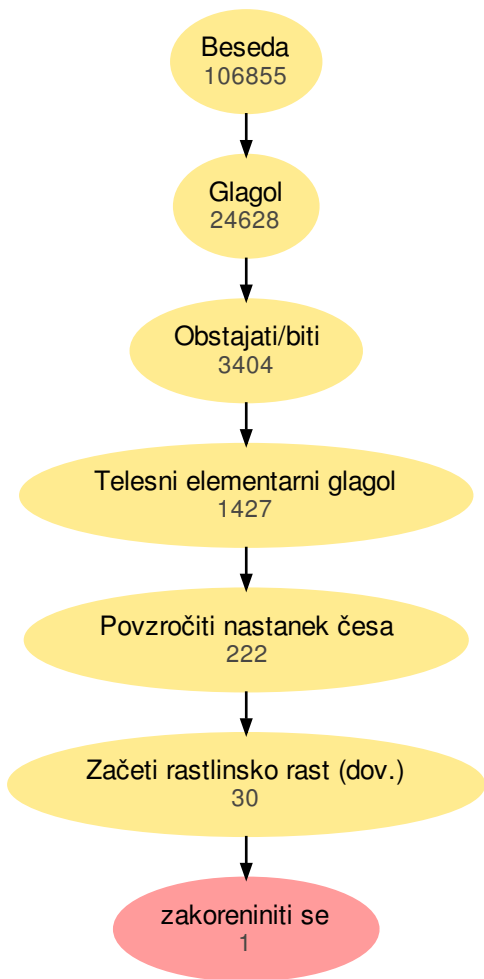 Beseda
106855
Glagol
24628
Obstajati/biti
3404
Telesni elementarni glagol
1427
Povzročiti nastanek česa
222
Začeti rastlinsko rast (dov.)
30
zakoreniniti se
1